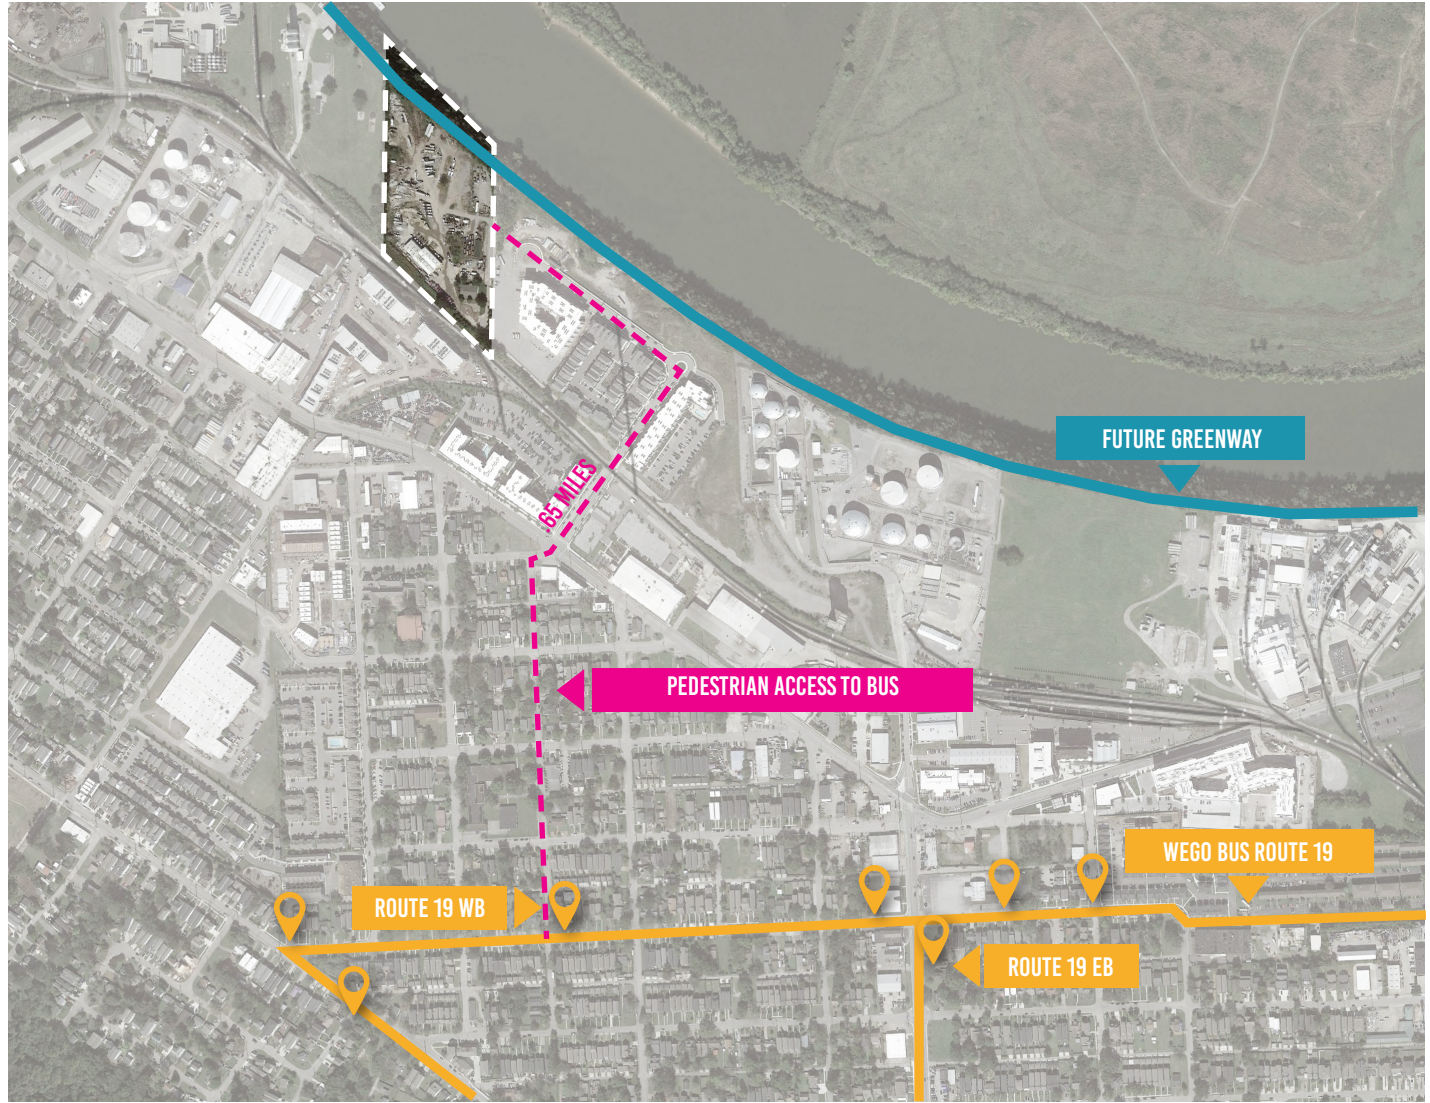 FUTURE GREENWAY
.65 MILES
PEDESTRIAN ACCESS TO BUS
WEGO BUS ROUTE 19
ROUTE 19 WB
ROUTE 19 EB